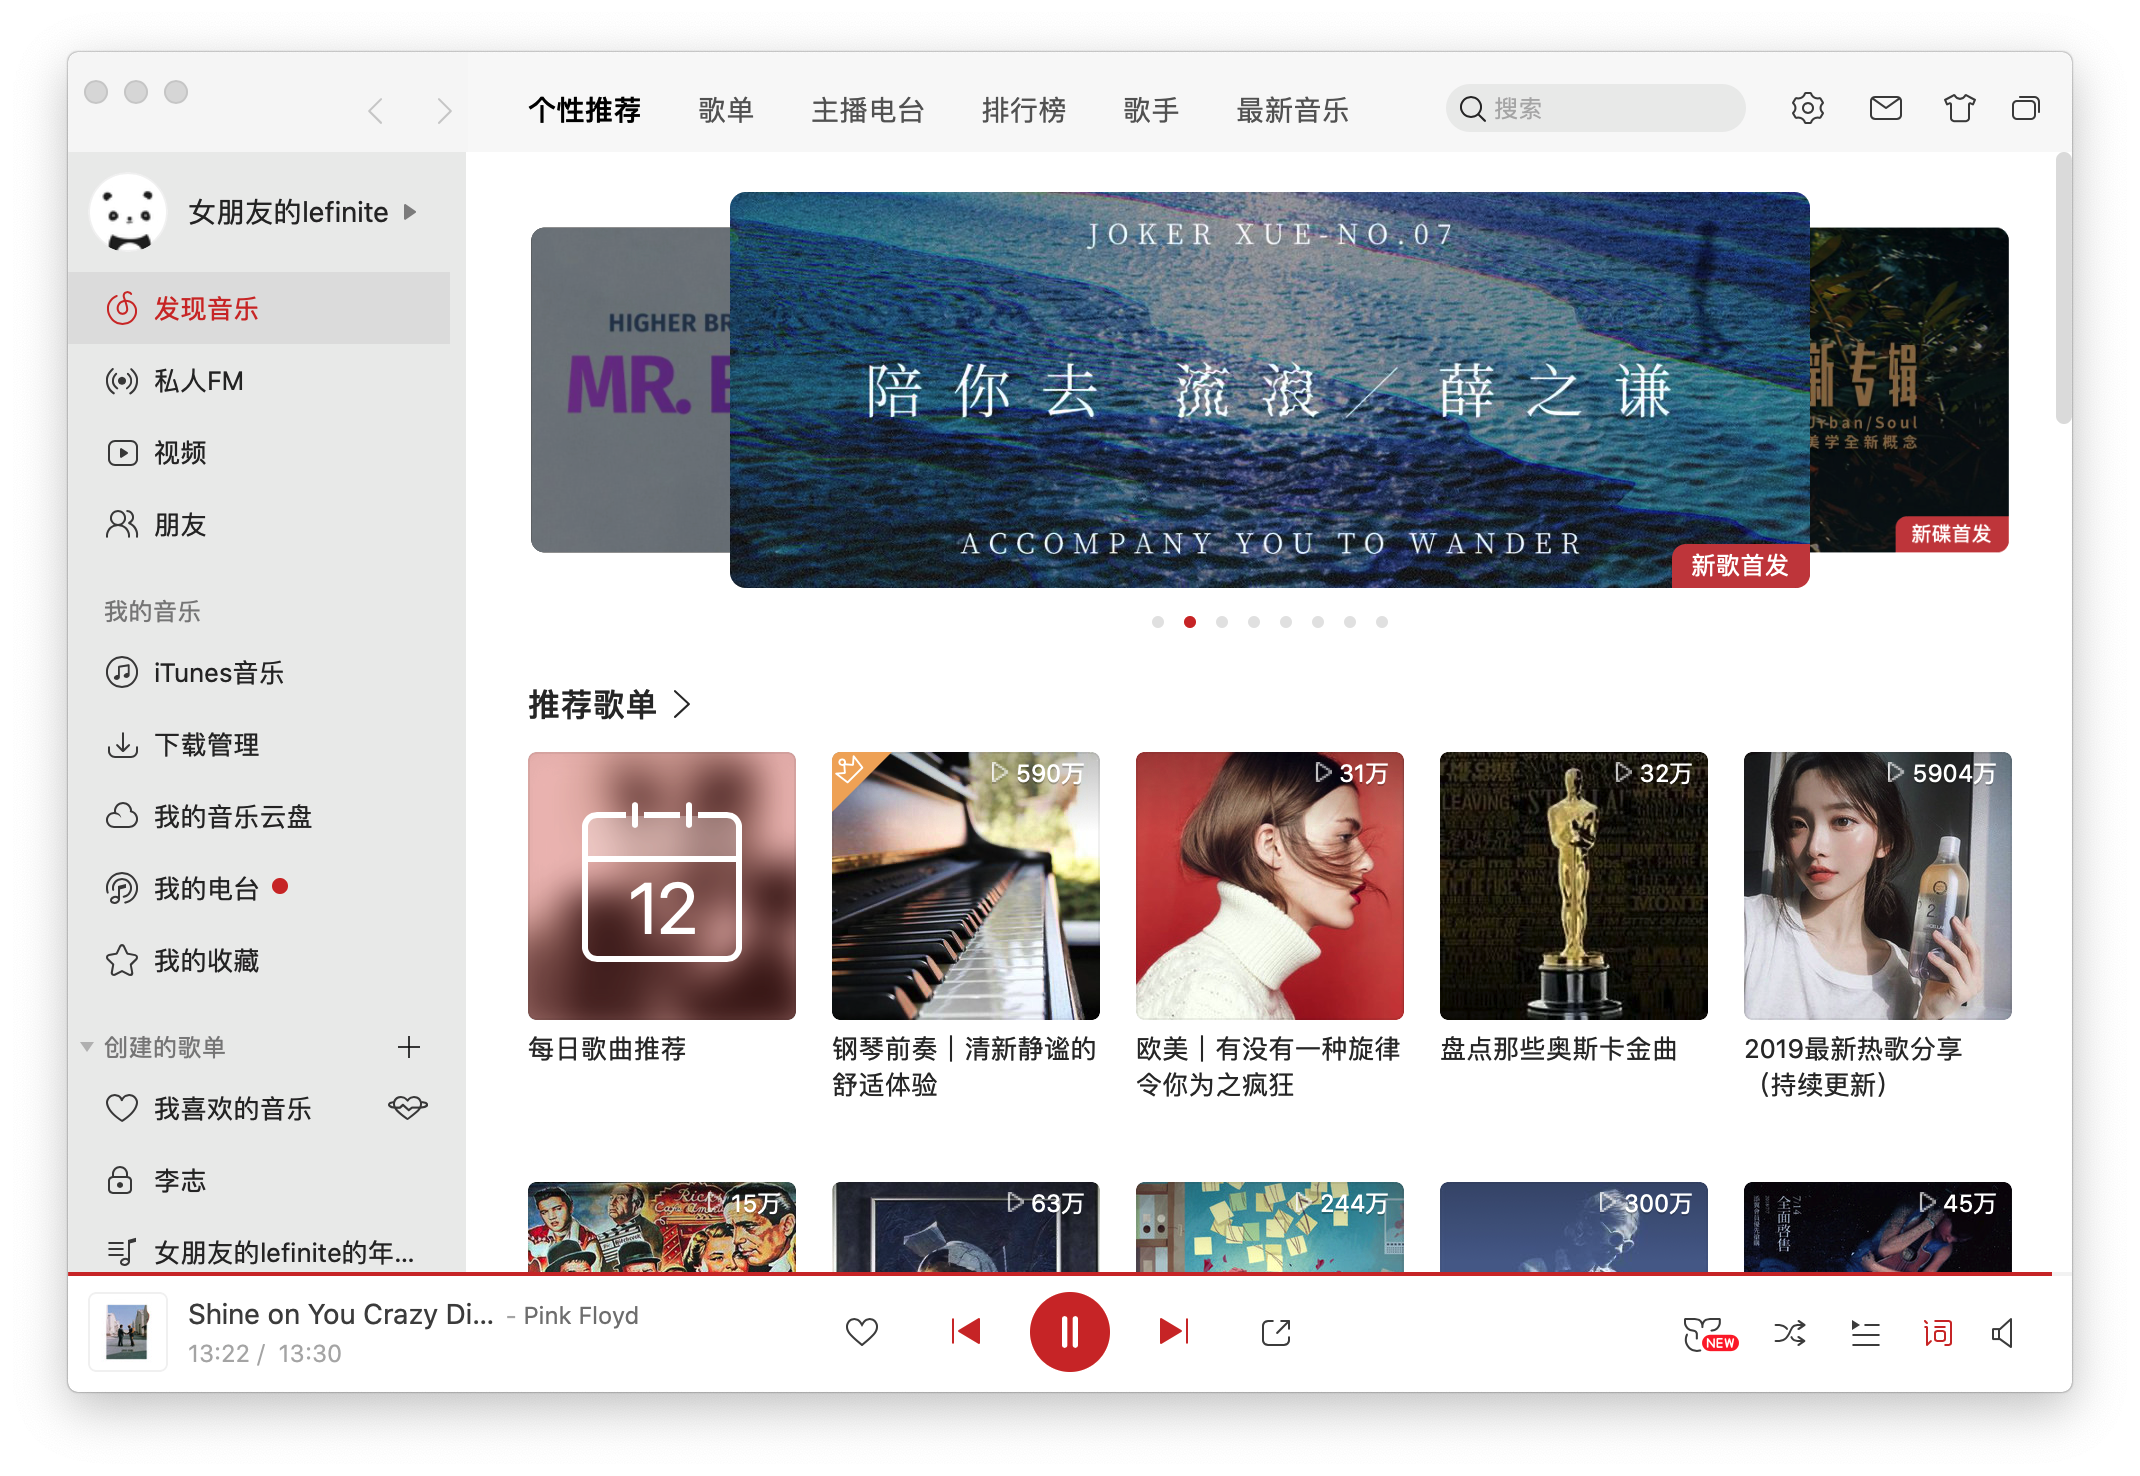 个性推荐 歌单 主播电台 排行榜 歌手 最新音乐 搜索
女朋友的lefinite
发现音乐
私人FM
视频
朋友
我的音乐
iTunes音乐
下载管理
我的音乐云盘
我的电台
我的收藏
创建的歌单
我喜欢的音乐
李志
女朋友的lefinite的年...
HIGHER BR
MR.
JOKER XUE-NO.07
陪你去 流浪／薛之谦
ACCOMPANY YOU TO WANDER
新歌首发
新专辑
Urban/Soul
美学全新概念
新碟首发
推荐歌单
12
每日歌曲推荐
590万
钢琴前奏｜清新静谧的
舒适体验
31万
欧美｜有没有一种旋律
令你为之疯狂
32万
盘点那些奥斯卡金曲
5904万
2019最新热歌分享
（持续更新）
15万
63万
244万
300万
45万
7/14
全面啓售
Shine on You Crazy Di... - Pink Floyd
13:22 / 13:30
NEW
词